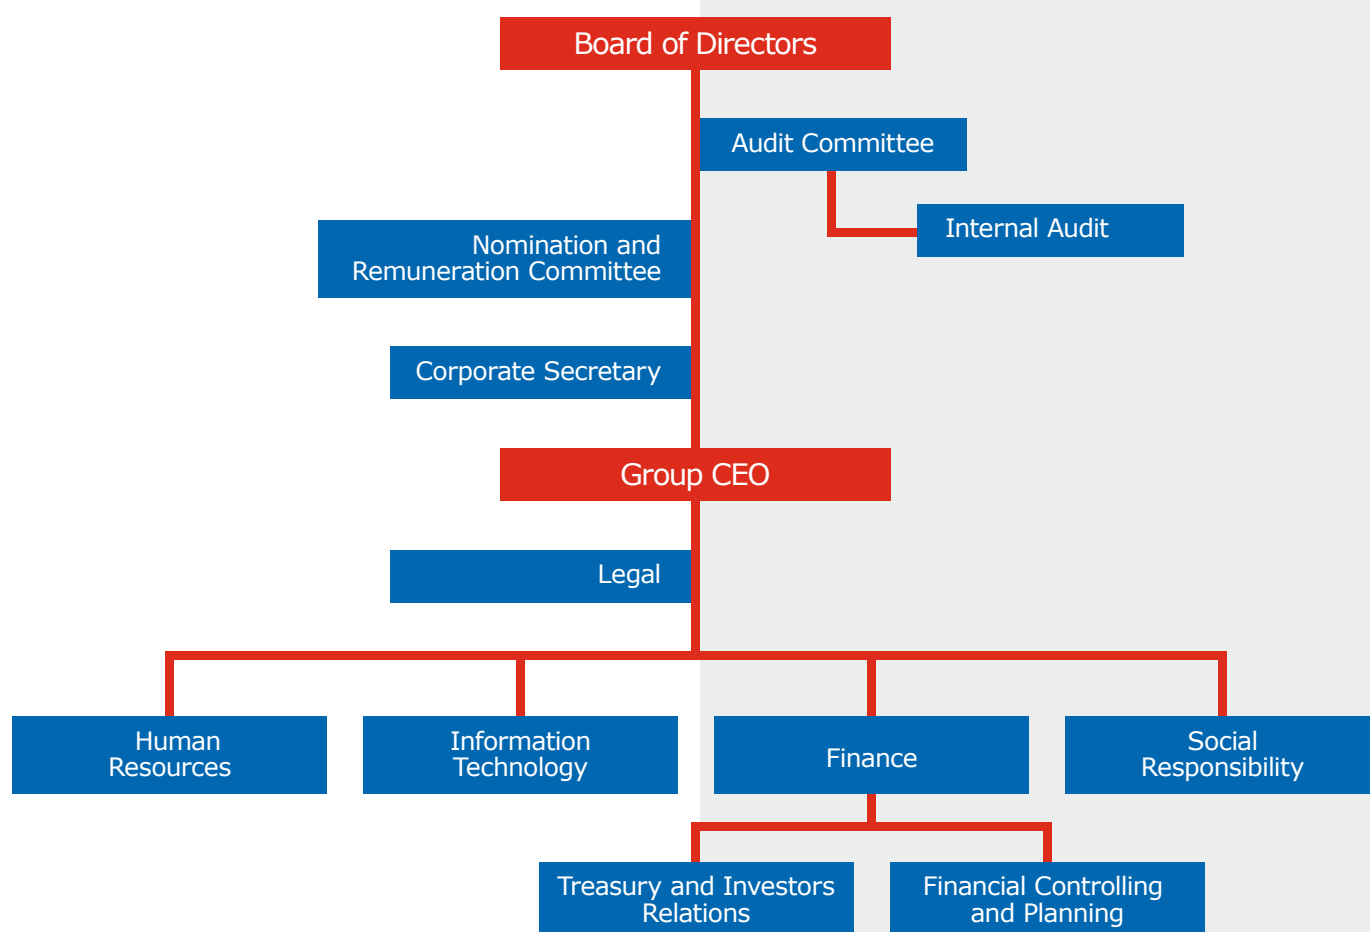 Board of Directors
Audit Committee
Internal Audit
Nomination and
Remuneration Committee
Corporate Secretary
Group CEO
Legal
Human
Resources
Information
Technology
Finance
Social
Responsibility
Treasury and Investors
Relations
Financial Controlling
and Planning